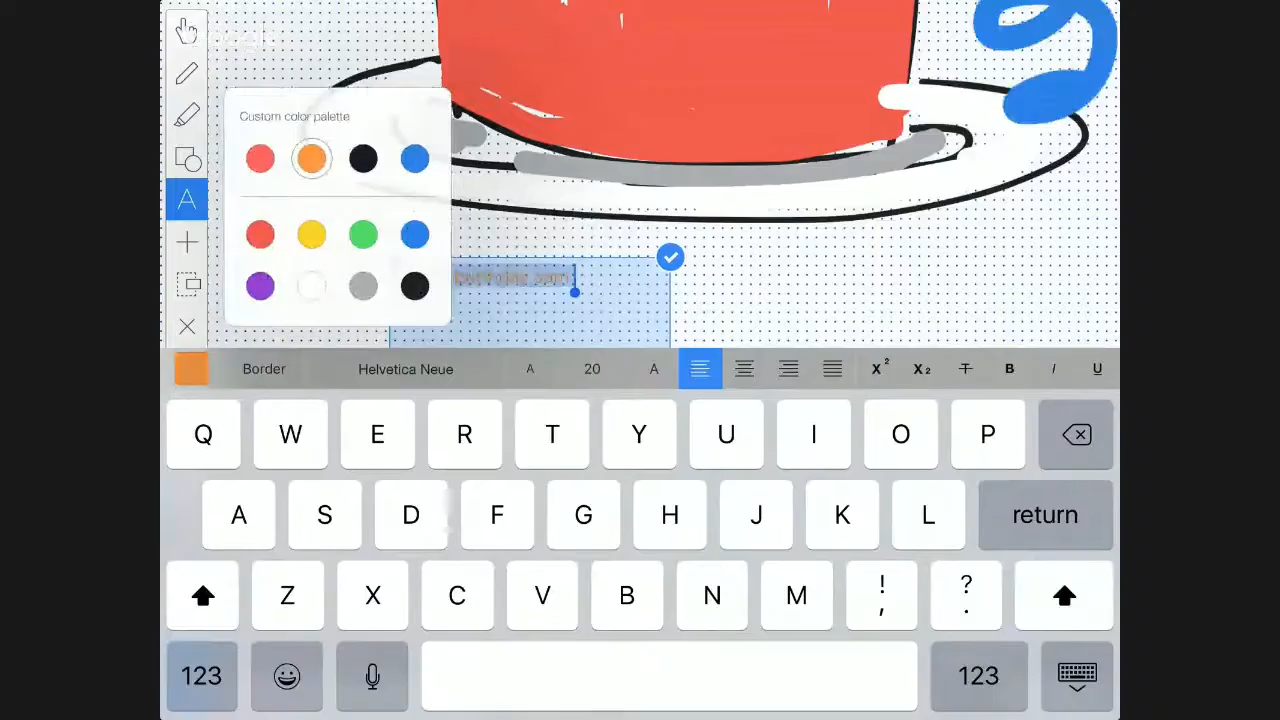 Custom color palette
A
Border Helvetica Neue A 20 A X² X₂ T B I U
Q W E R T Y U I O P
A S D F G H J K L return
Z X C V B N M ! , ? .
123 123